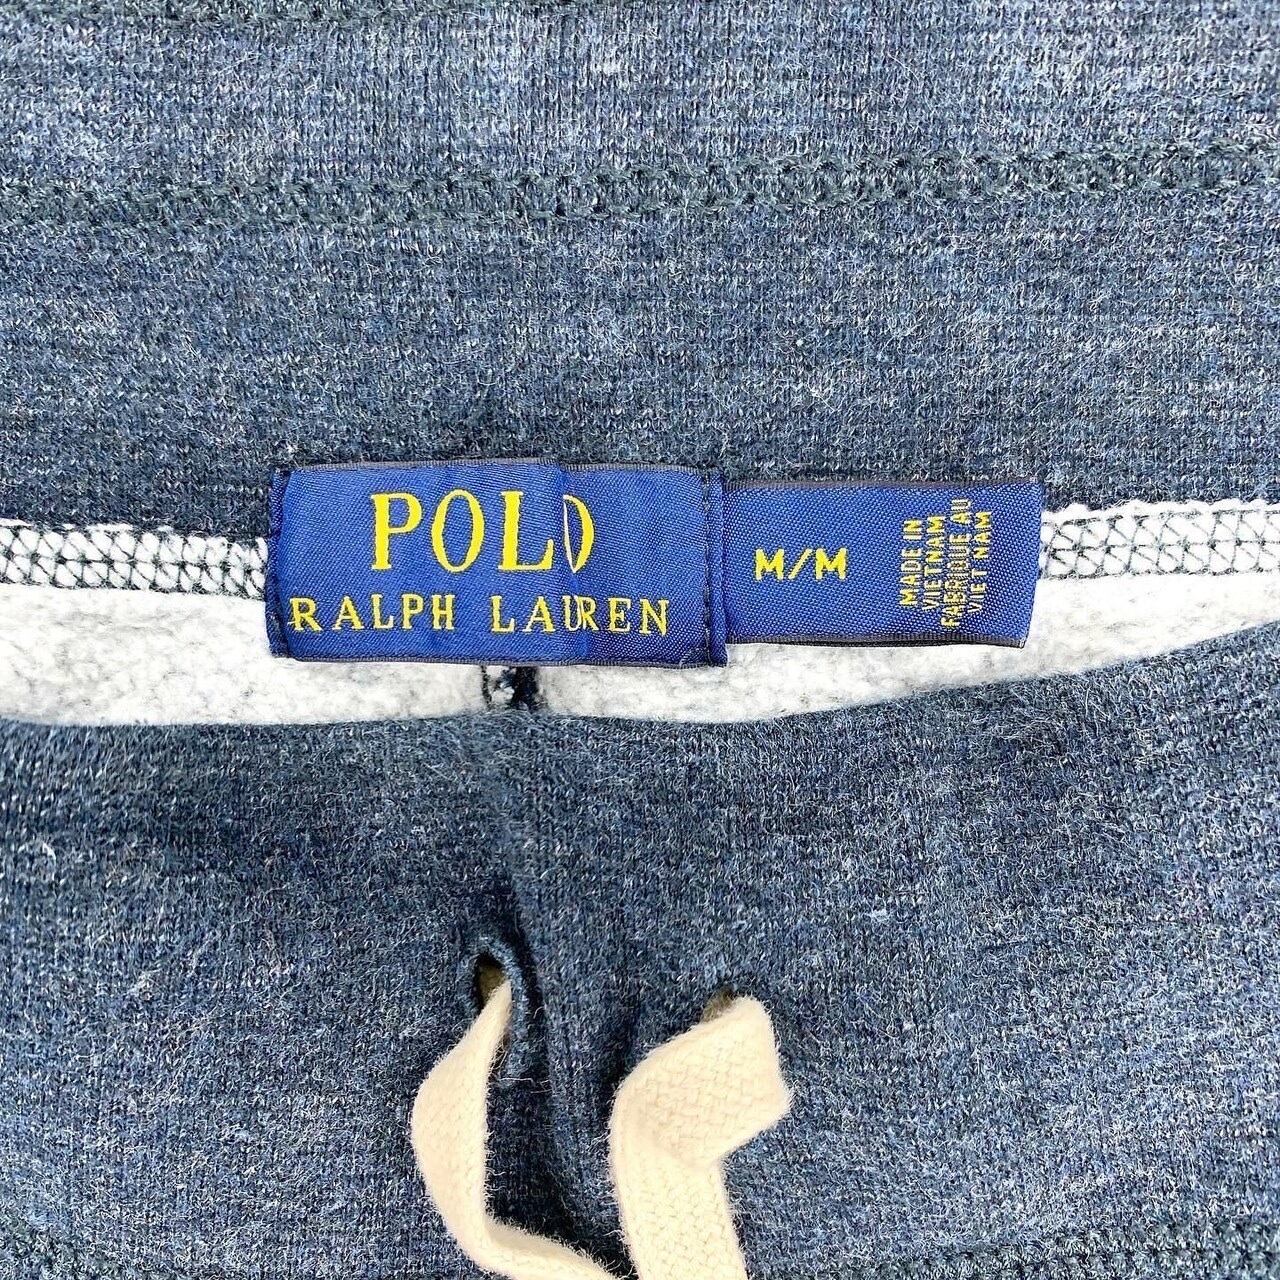 POLO
RALPH LAUREN
M/M
MADE IN
VIETNAM
FABRIQUE AU
VIET NAM